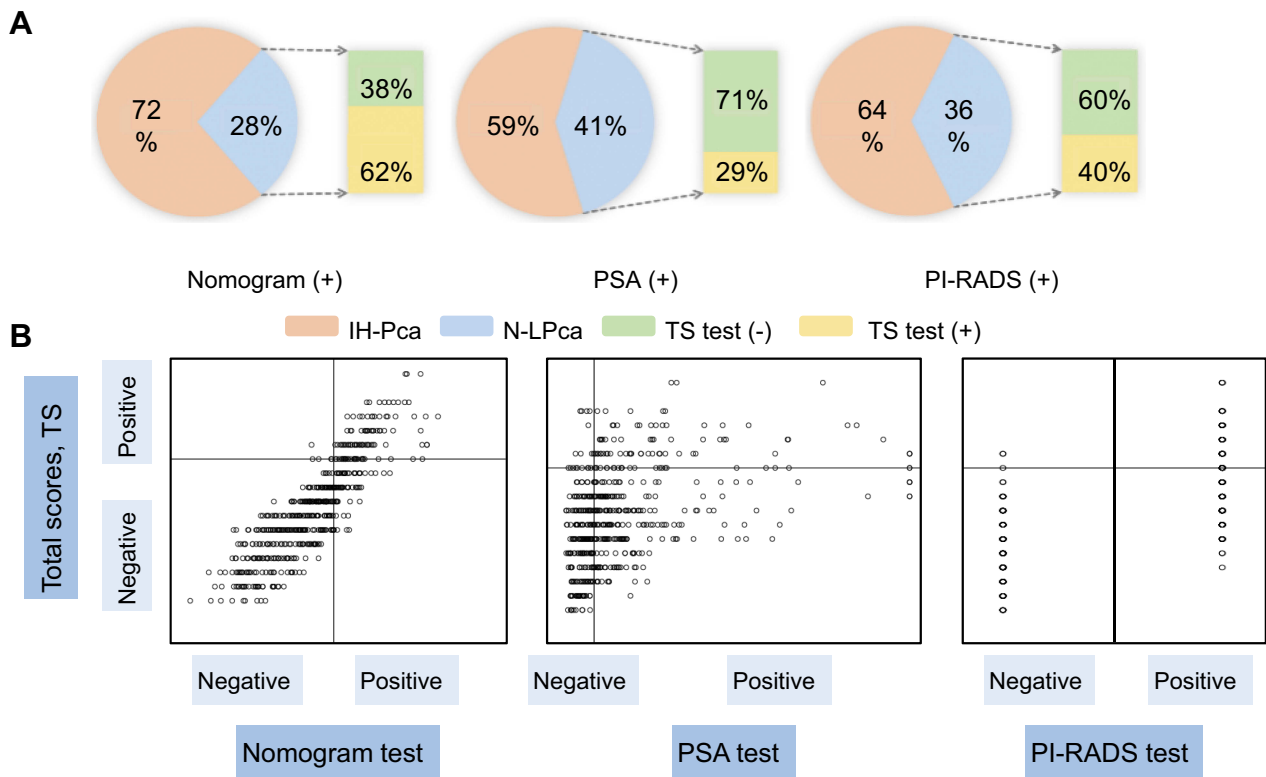 A
72
%
28%
38%
62%
59%
41%
71%
29%
64
%
36
%
60%
40%
Nomogram (+)
PSA (+)
PI-RADS (+)
IH-Pca
N-LPca
TS test (-)
TS test (+)
B
Total scores, TS
Positive
Negative
Negative
Positive
Negative
Positive
Negative
Positive
Nomogram test
PSA test
PI-RADS test